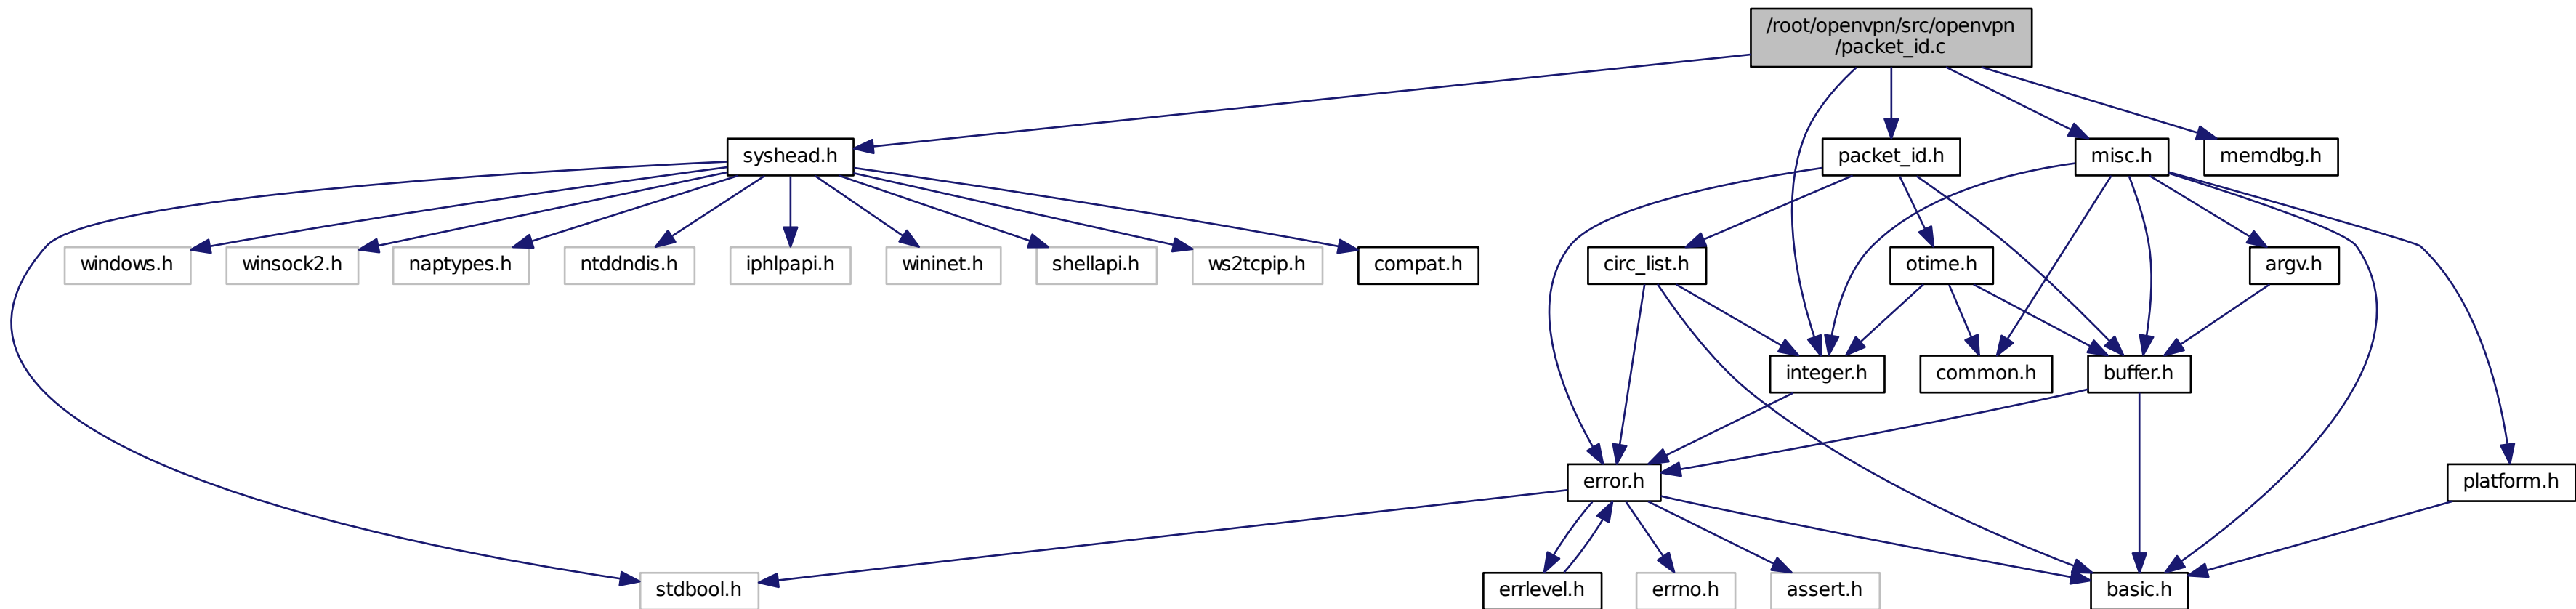 /root/openvpn/src/openvpn
/packet_id.c
syshead.h
packet_id.h
misc.h
memdbg.h
windows.h
winsock2.h
naptypes.h
ntddndis.h
iphlpapi.h
wininet.h
shellapi.h
ws2tcpip.h
compat.h
circ_list.h
otime.h
argv.h
integer.h
common.h
buffer.h
error.h
platform.h
stdbool.h
errlevel.h
errno.h
assert.h
basic.h